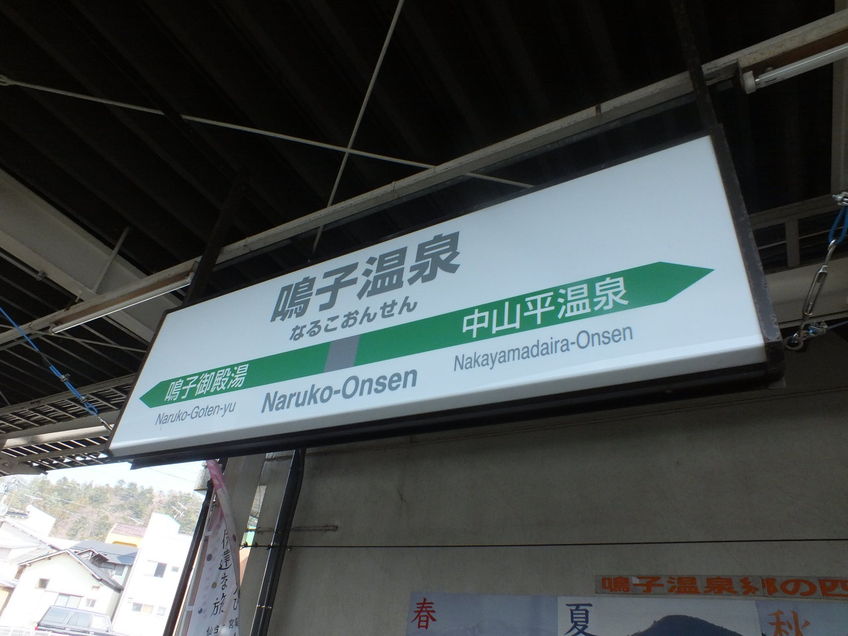 鳴子温泉
なるこおんせん
鳴子御殿湯
中山平温泉
Naruko-Goten-yu
Naruko-Onsen
Nakayamadaira-Onsen
鳴子温泉郷の四
春
夏
秋